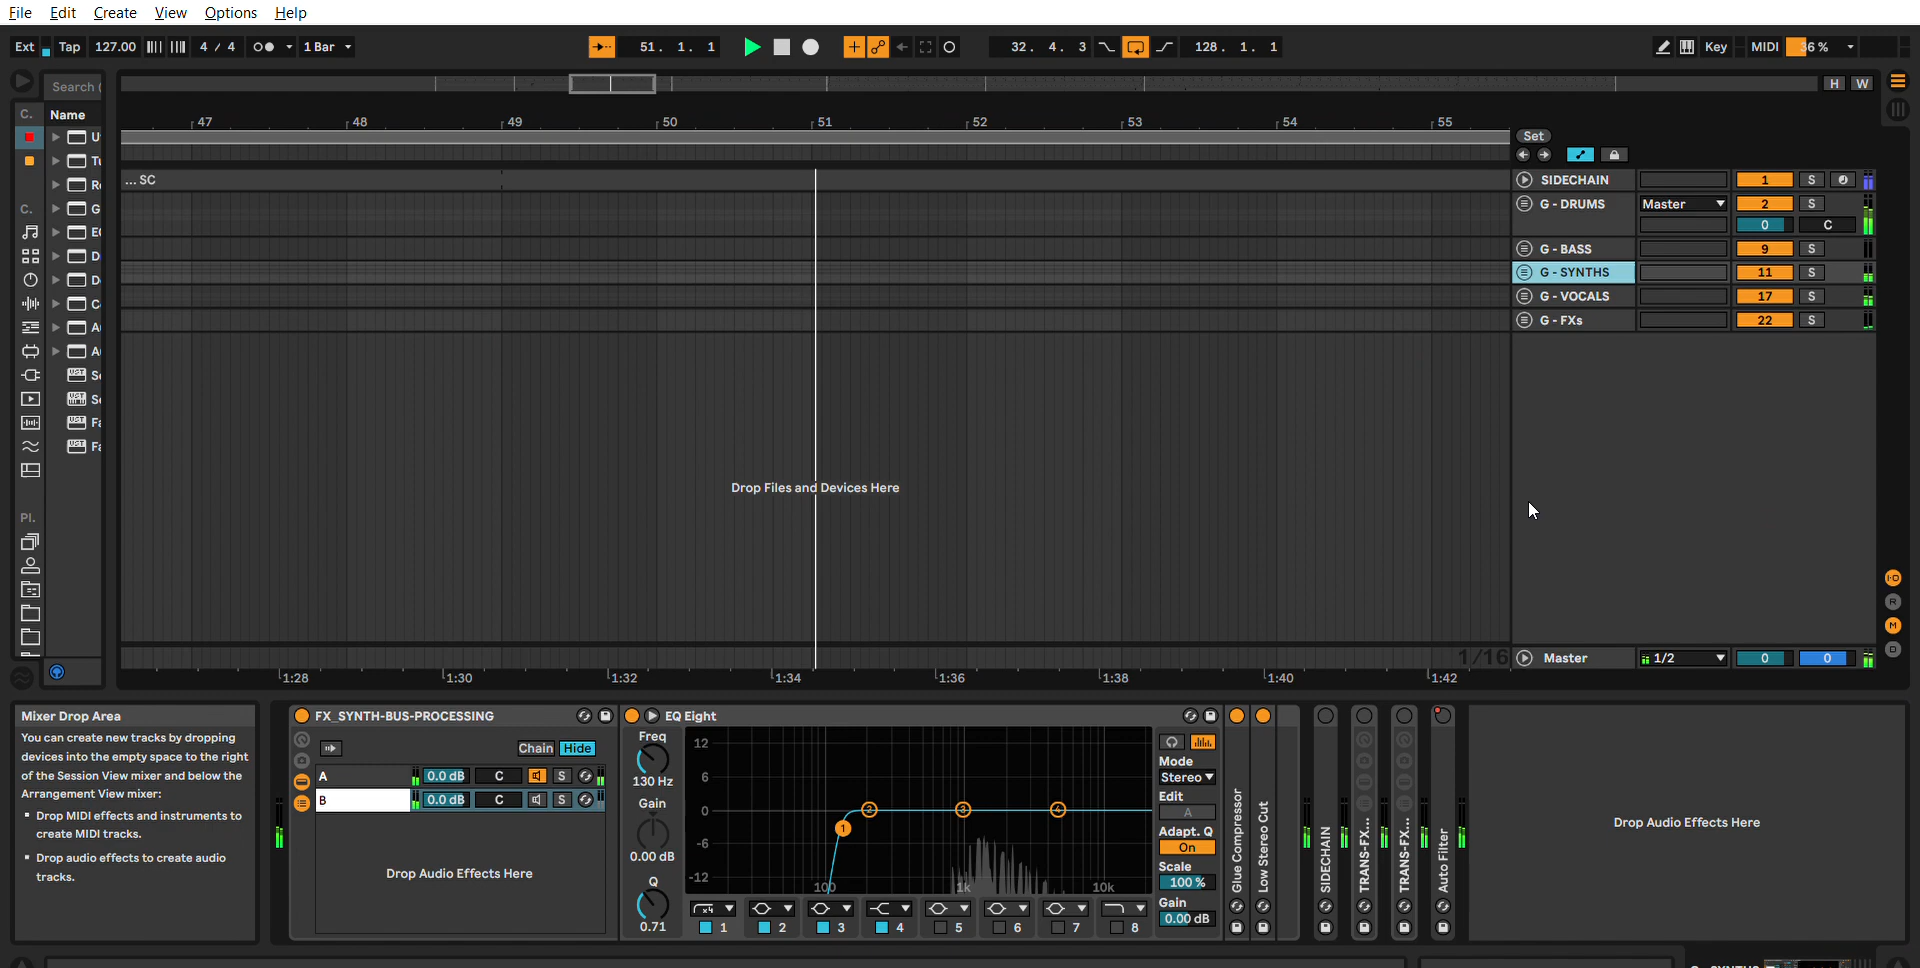 File Edit Create View Options Help
Ext Tap 127.00 4 / 4 1 Bar 51. 1. 1 32. 4. 3 128. 1. 1 Key MIDI 36 %
Search (
H W
C. Name
47 48 49 50 51 52 53 54 55
Set
... SC
SIDECHAIN 1 S
G - DRUMS Master 2 S
0 C
G - BASS 9 S
G - SYNTHS 11 S
G - VOCALS 17 S
G - FXs 22 S
C.
Pl.
Drop Files and Devices Here
1/16
Master 1/2 0 0
1:28 1:30 1:32 1:34 1:36 1:38 1:40 1:42
I·O
R
M
D
Mixer Drop Area
You can create new tracks by dropping
devices into the empty space to the right
of the Session View mixer and below the
Arrangement View mixer:
Drop MIDI effects and instruments to
create MIDI tracks.
Drop audio effects to create audio
tracks.
FX_SYNTH-BUS-PROCESSING
Chain Hide
A 0.0 dB C S
B 0.0 dB C S
Drop Audio Effects Here
EQ Eight
Freq
130 Hz
Gain
0.00 dB
Q
0.71
12
6
0
-6
-12
100 1k 10k
1 2 3 4
x4
1 2 3 4 5 6 7 8
Mode
Stereo
Edit
A
Adapt. Q
On
Scale
100 %
Gain
0.00 dB
Glue Compressor
Low Stereo Cut
SIDECHAIN
TRANS-FX...
TRANS-FX...
Auto Filter
Drop Audio Effects Here